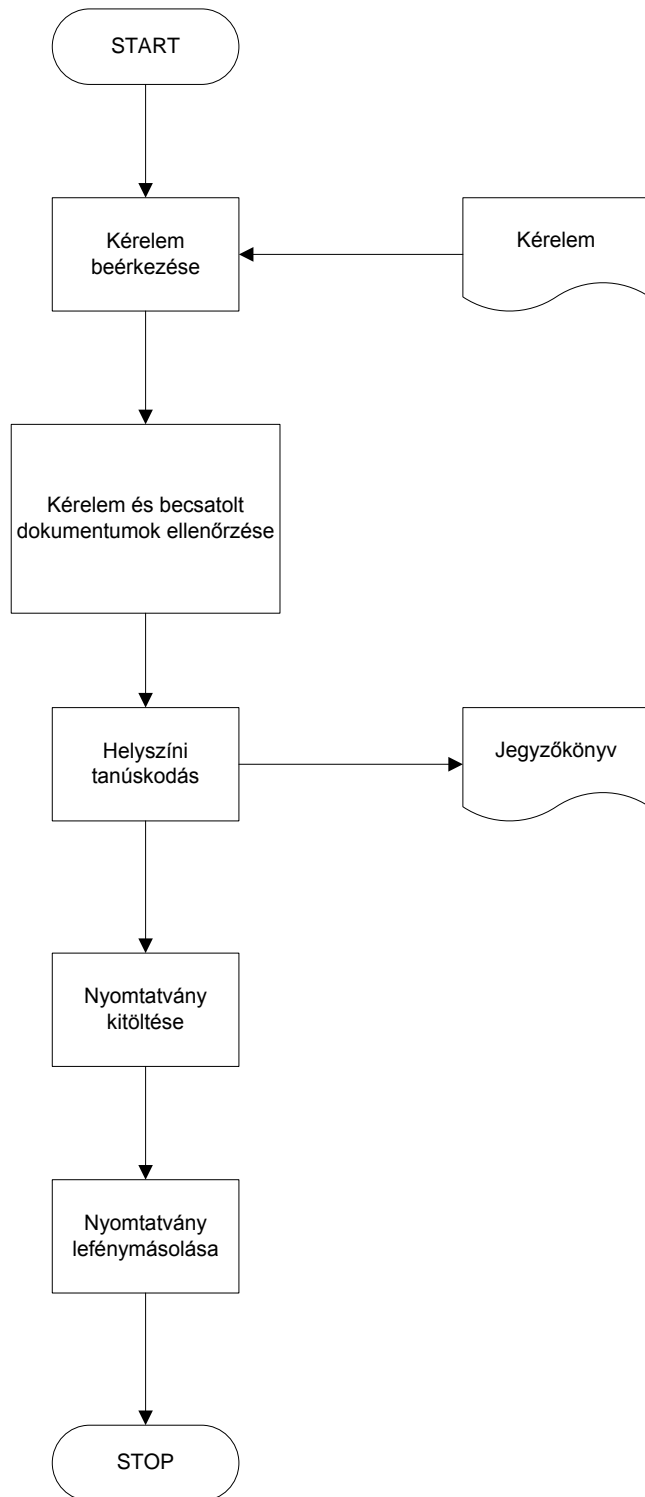 START
Kérelem
beérkezése
Kérelem
Kérelem és becsatolt
dokumentumok ellenőrzése
Helyszíni
tanúskodás
Jegyzőkönyv
Nyomtatvány
kitöltése
Nyomtatvány
lefénymásolása
STOP